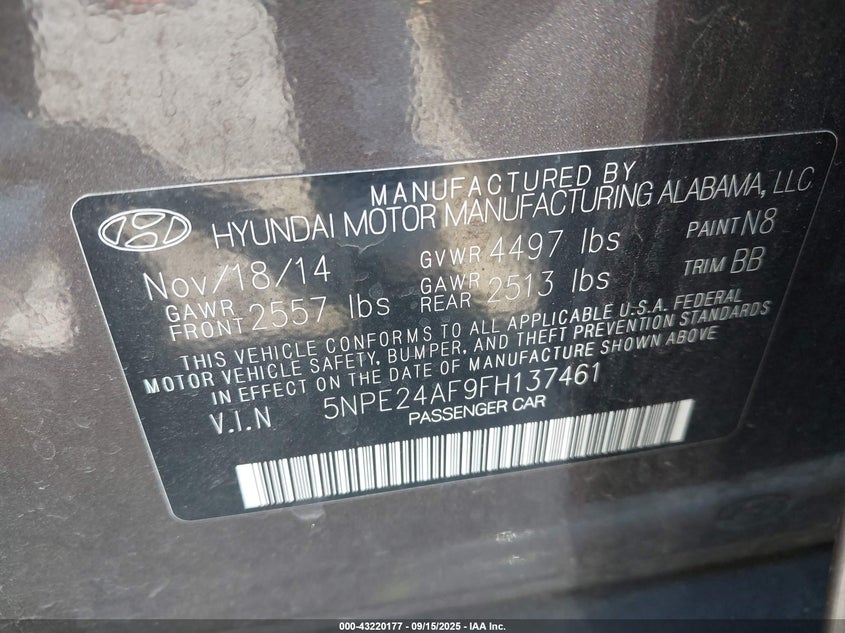 MANUFACTURED BY
HYUNDAI MOTOR MANUFACTURING ALABAMA, LLC
Nov/18/14 GVWR 4497 lbs PAINT N8
GAWR FRONT 2557 lbs GAWR REAR 2513 lbs TRIM BB
THIS VEHICLE CONFORMS TO ALL APPLICABLE U.S.A. FEDERAL
MOTOR VEHICLE SAFETY, BUMPER, AND THEFT PREVENTION STANDARDS
IN EFFECT ON THE DATE OF MANUFACTURE SHOWN ABOVE
V.I.N 5NPE24AF9FH137461
PASSENGER CAR
000-43220177 - 09/15/2025 - IAA Inc.